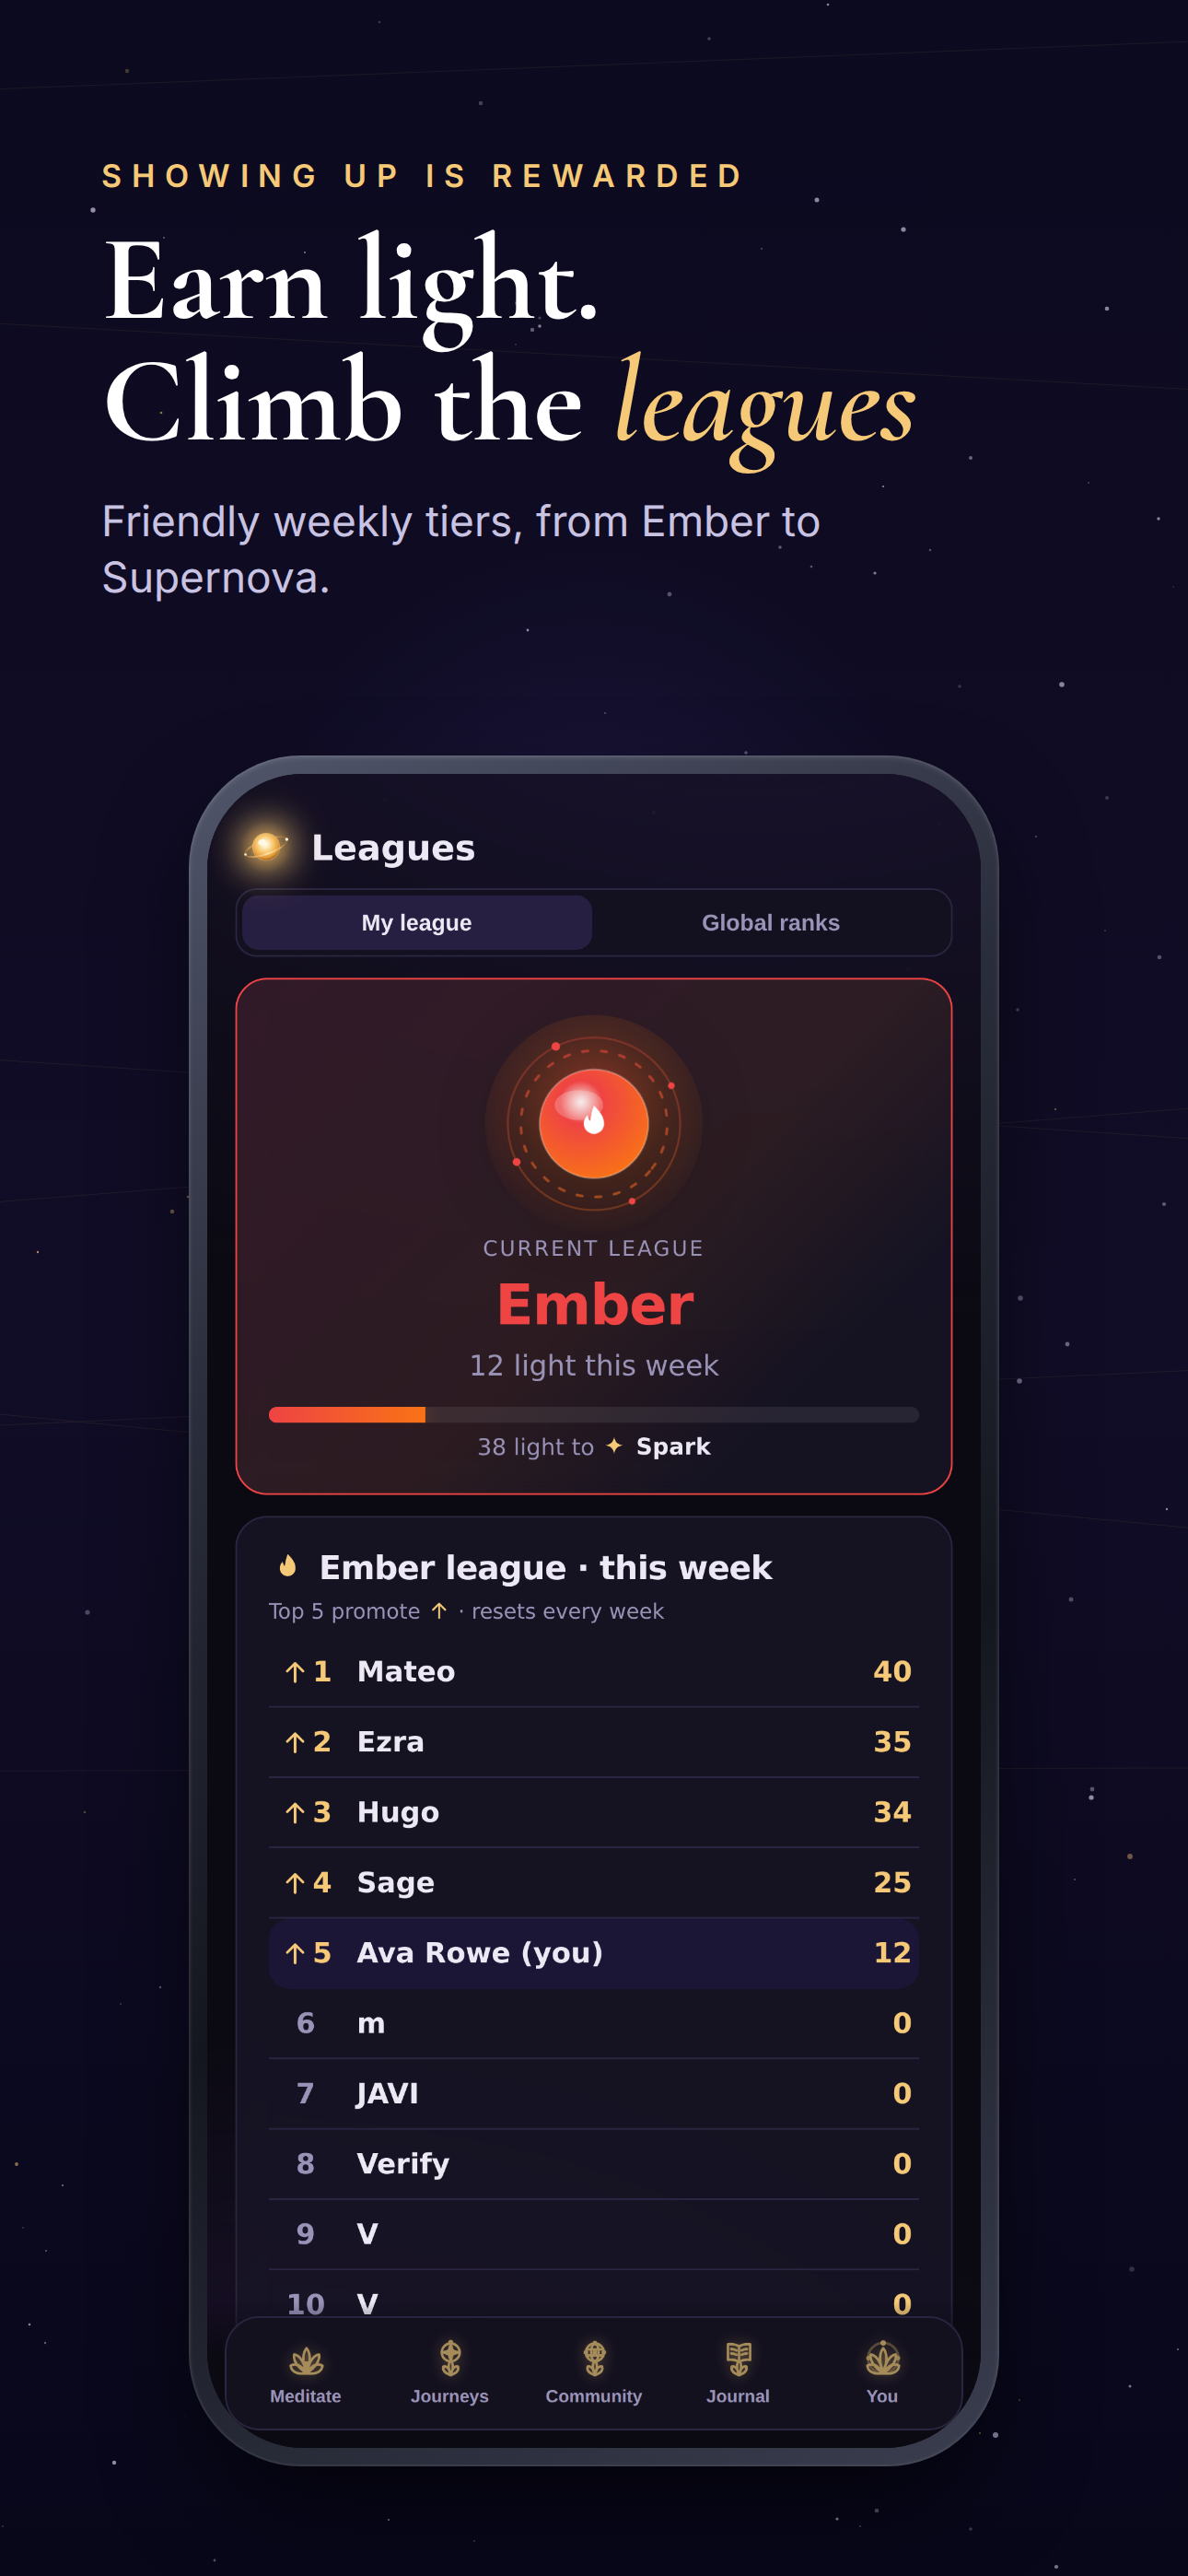 SHOWING UP IS REWARDED
Earn light.
Climb the leagues
Friendly weekly tiers, from Ember to
Supernova.
Leagues
My league
Global ranks
CURRENT LEAGUE
Ember
12 light this week
38 light to ✦ Spark
Ember league · this week
Top 5 promote ↑ · resets every week
↑ 1 Mateo 40
↑ 2 Ezra 35
↑ 3 Hugo 34
↑ 4 Sage 25
↑ 5 Ava Rowe (you) 12
6 m 0
7 JAVI 0
8 Verify 0
9 V 0
10 V 0
Meditate Journeys Community Journal You